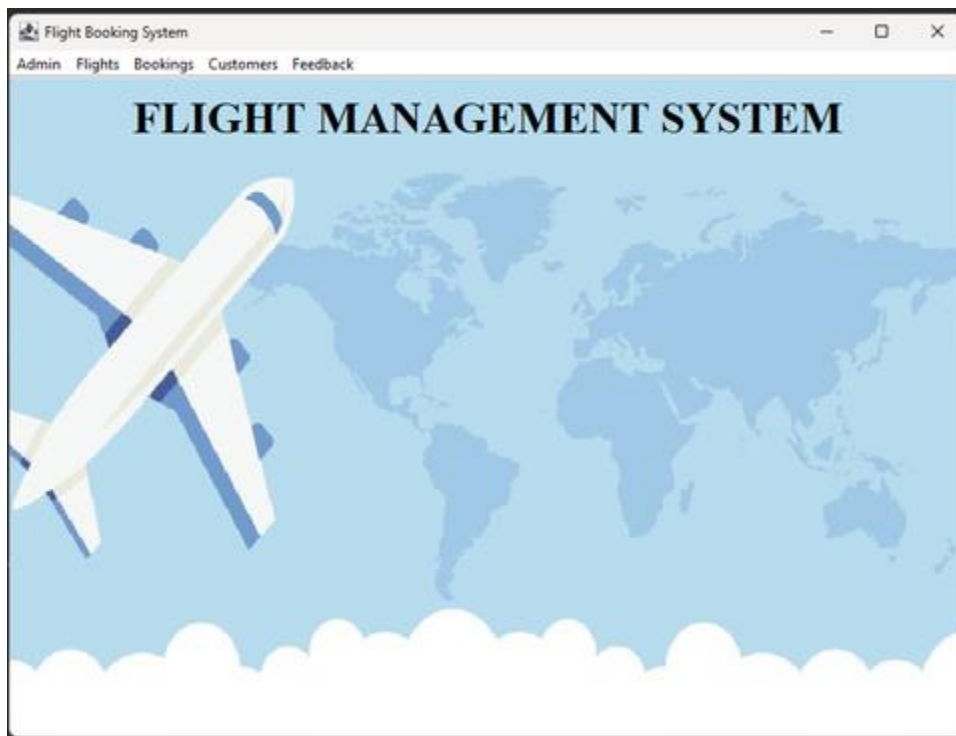 Flight Booking System
Admin Flights Bookings Customers Feedback
FLIGHT MANAGEMENT SYSTEM